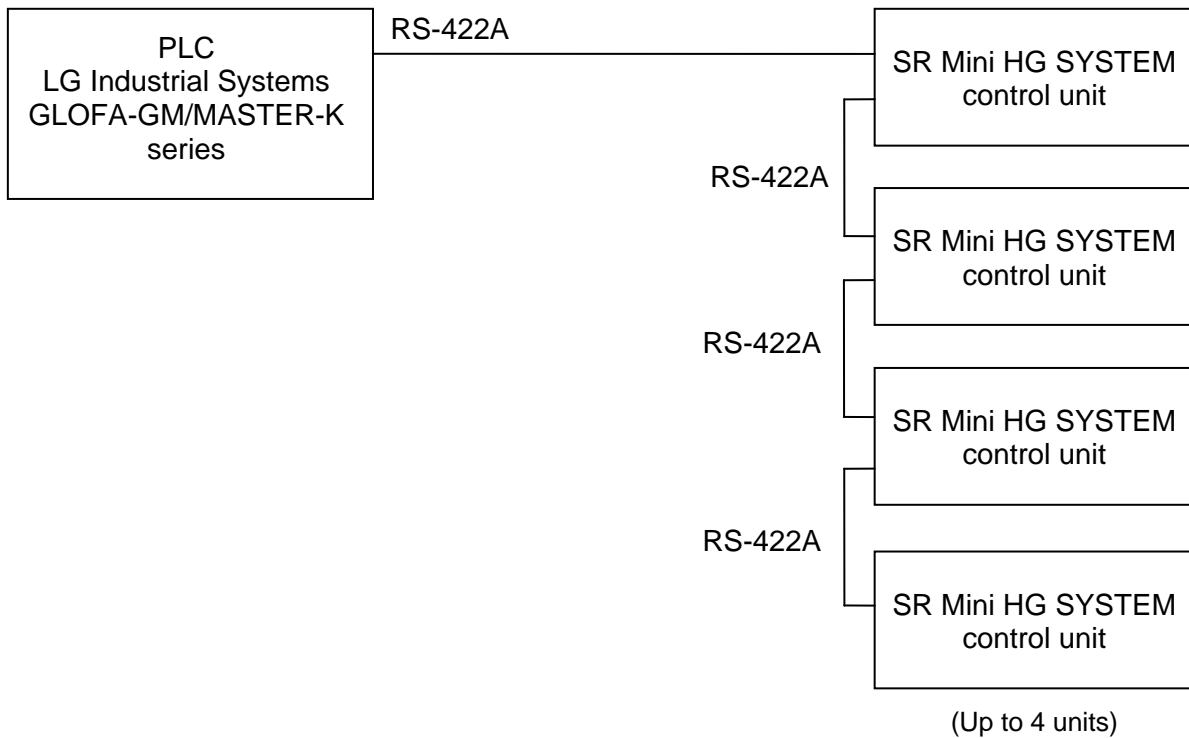 PLC
LG Industrial Systems
GLOFA-GM/MASTER-K
series
RS-422A
SR Mini HG SYSTEM
control unit
RS-422A
SR Mini HG SYSTEM
control unit
RS-422A
SR Mini HG SYSTEM
control unit
RS-422A
SR Mini HG SYSTEM
control unit
(Up to 4 units)